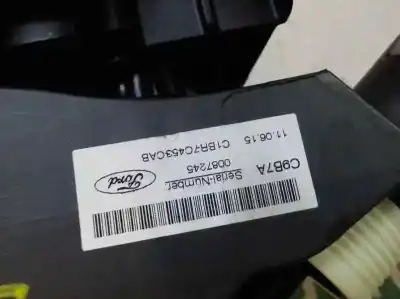 C9B7A
11.06.15 C1BR7C453CAB
Serial-Number
0087245
Ford